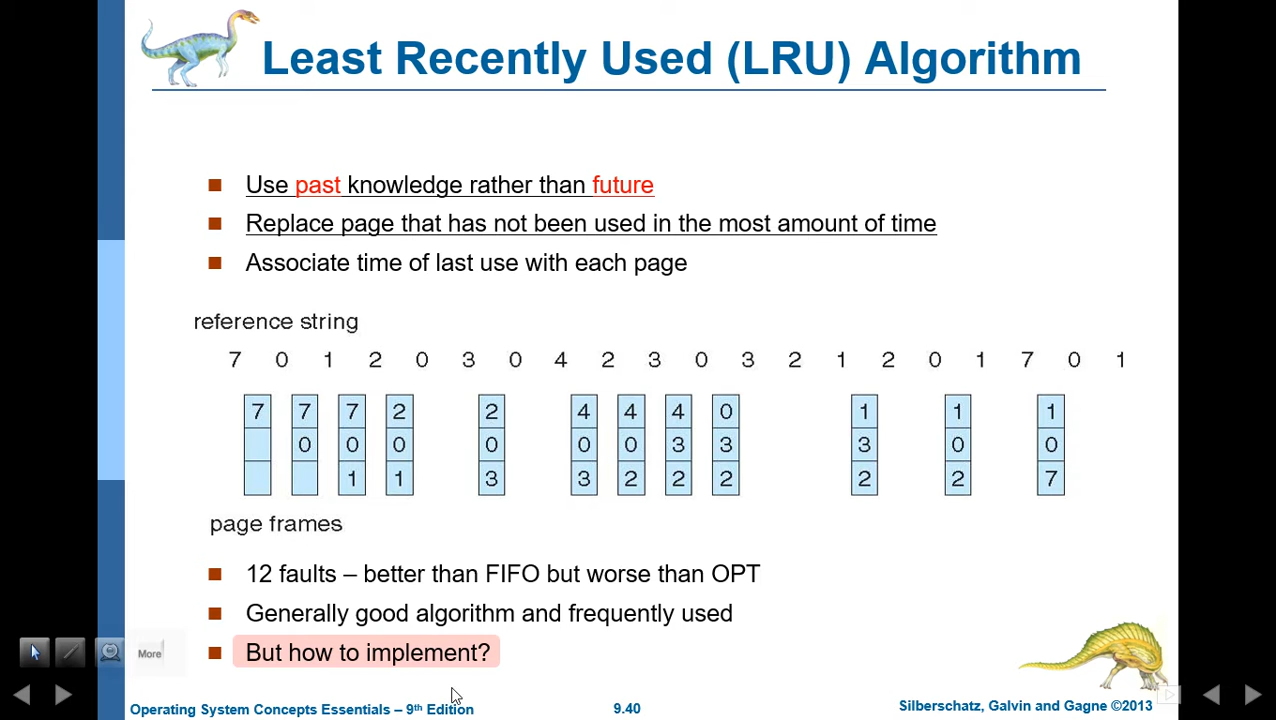 Least Recently Used (LRU) Algorithm
Use past knowledge rather than future
Replace page that has not been used in the most amount of time
Associate time of last use with each page
reference string
7 0 1 2 0 3 0 4 2 3 0 3 2 1 2 0 1 7 0 1
7 7 7 2 2 4 4 4 0 1 1 1
0 0 0 0 0 0 3 3 3 0 0
1 1 3 3 2 2 2 2 2 7
page frames
12 faults – better than FIFO but worse than OPT
Generally good algorithm and frequently used
But how to implement?
More
Operating System Concepts Essentials – 9th Edition
9.40
Silberschatz, Galvin and Gagne ©2013